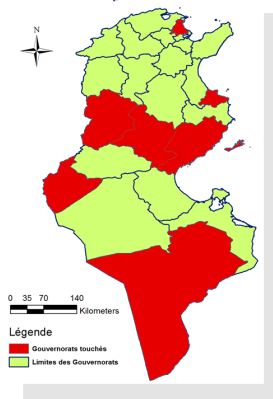 N
0 35 70 140
Kilometers
Légende
Gouvernorats touchés
Limites des Gouvernorats